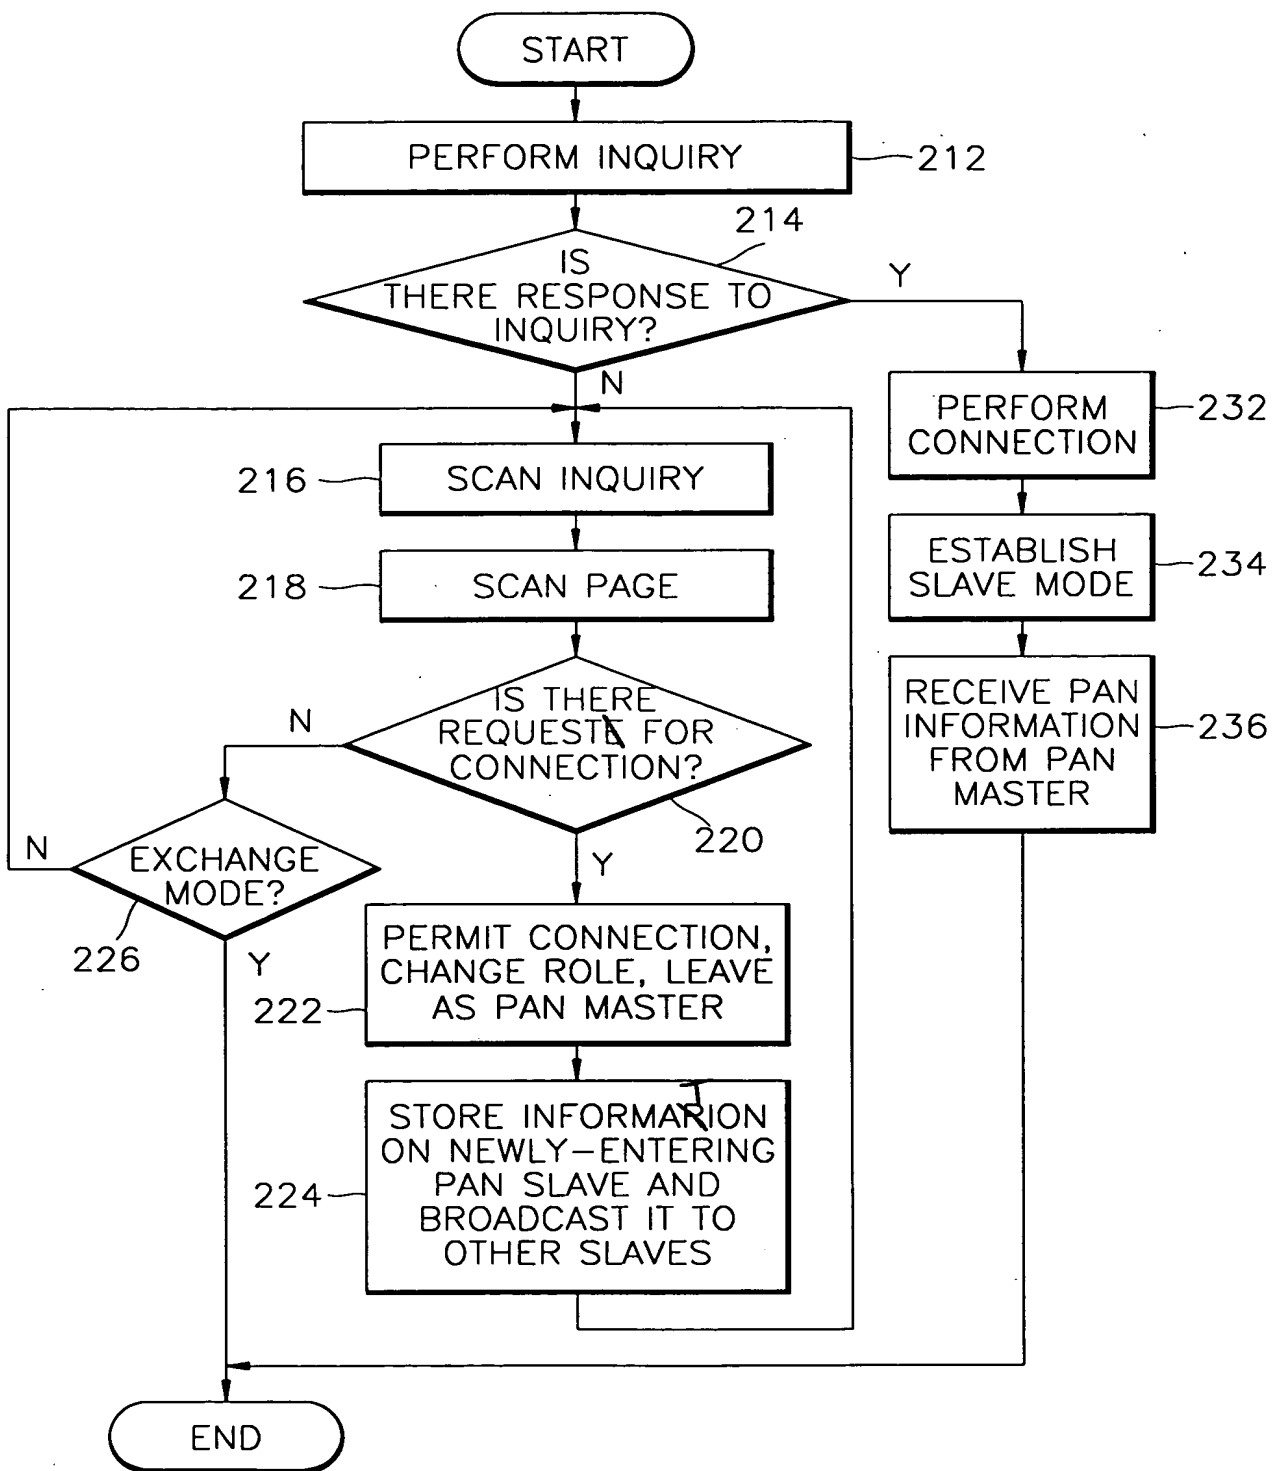 START
PERFORM INQUIRY
212
214
IS
THERE RESPONSE TO
INQUIRY?
Y
N
PERFORM
CONNECTION
232
216
SCAN INQUIRY
ESTABLISH
SLAVE MODE
234
218
SCAN PAGE
RECEIVE PAN
INFORMATION
FROM PAN
MASTER
236
IS THERE
REQUESTE FOR
CONNECTION?
N
220
Y
EXCHANGE
MODE?
N
226
Y
PERMIT CONNECTION,
CHANGE ROLE, LEAVE
AS PAN MASTER
222
STORE INFORMARION
ON NEWLY-ENTERING
PAN SLAVE AND
BROADCAST IT TO
OTHER SLAVES
224
T
END